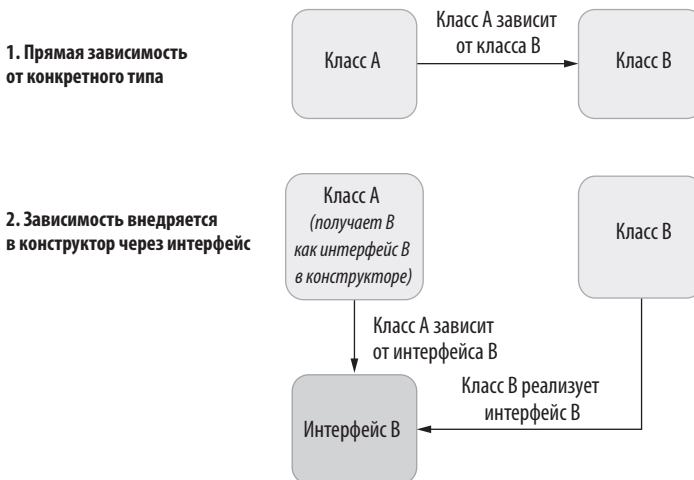 1. Прямая зависимость
от конкретного типа
Класс A
Класс A зависит
от класса B
Класс B
2. Зависимость внедряется
в конструктор через интерфейс
Класс A
(получает B
как интерфейс B
в конструкторе)
Класс B
Класс A зависит
от интерфейса B
Класс B реализует
интерфейс B
Интерфейс B